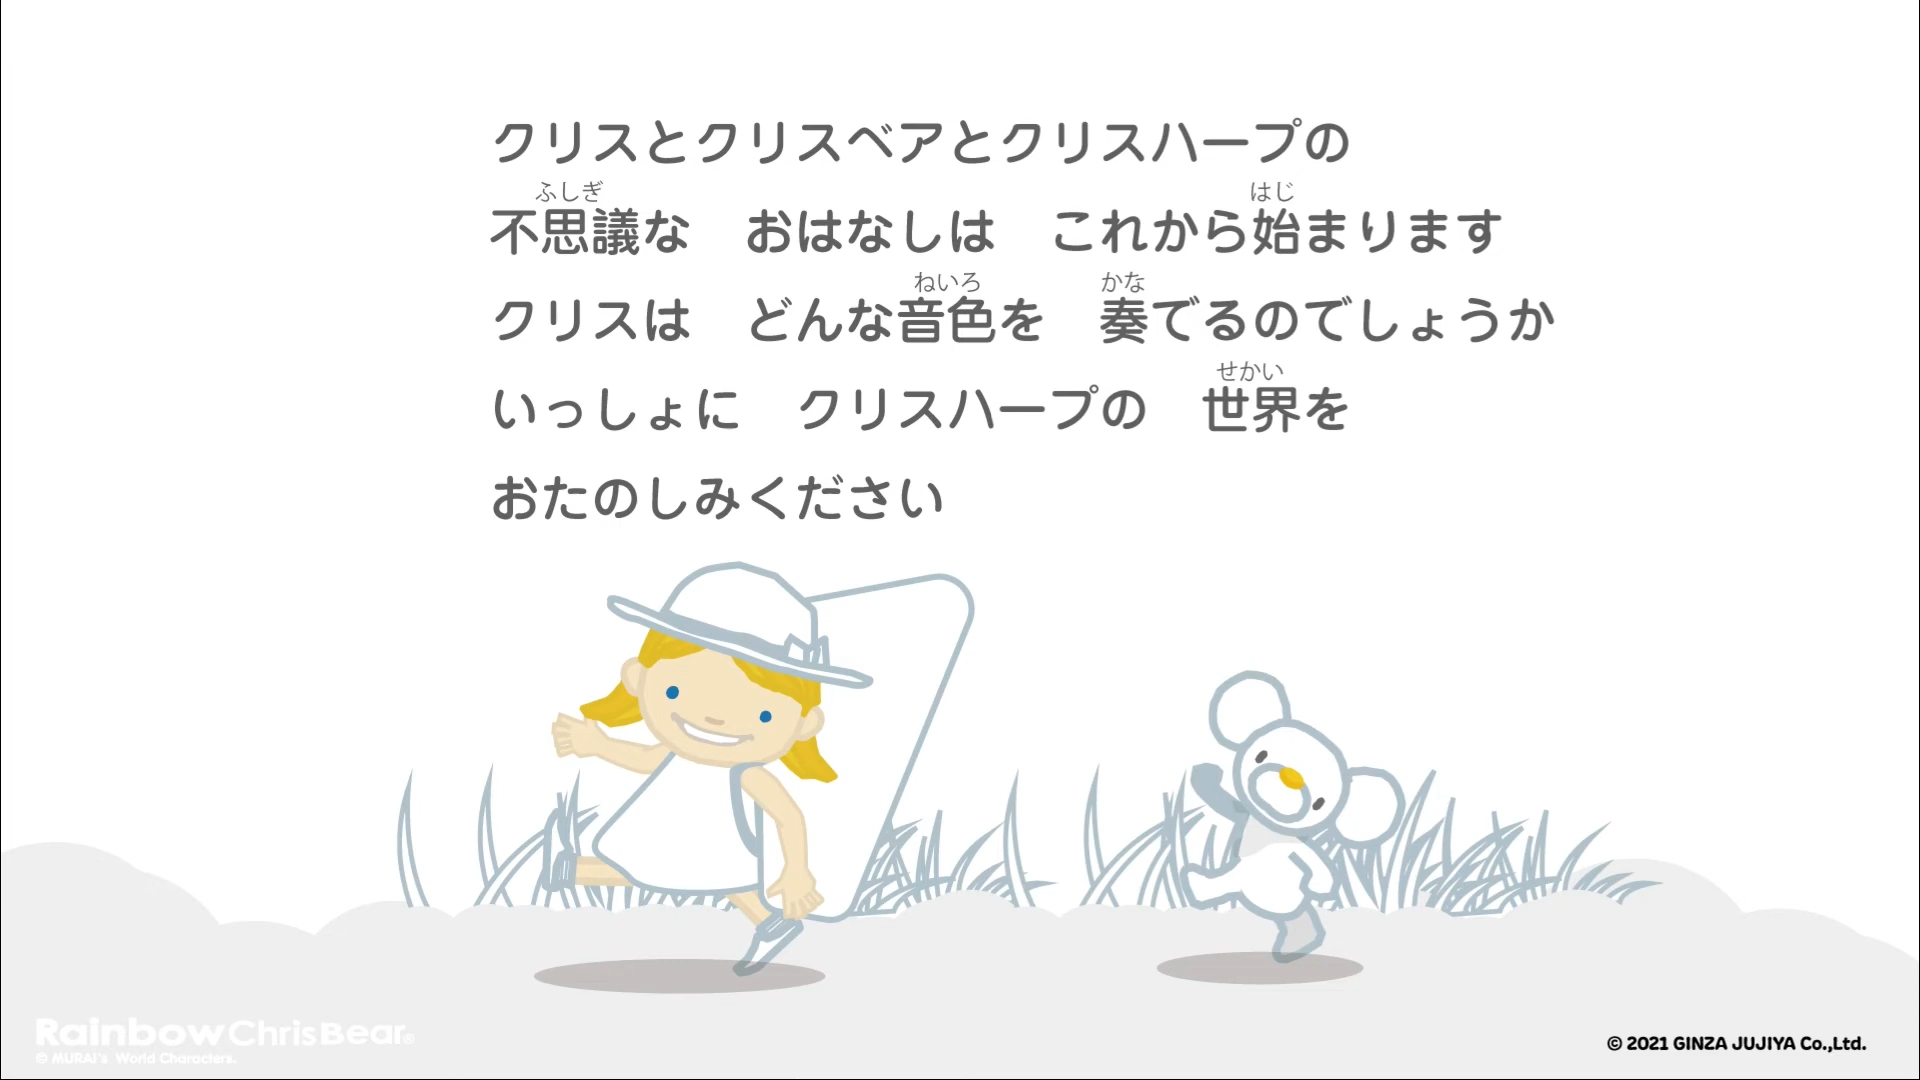 クリスとクリスベアとクリスハープの
ふしぎ　はじ
不思議な　おはなしは　これから始まります
ねいろ　かな
クリスは　どんな音色を　奏でるのでしょうか
せかい
いっしょに　クリスハープの　世界を
おたのしみください
RainbowChrisBear®
© MURAI's World Characters.
© 2021 GINZA JUJIYA Co.,Ltd.